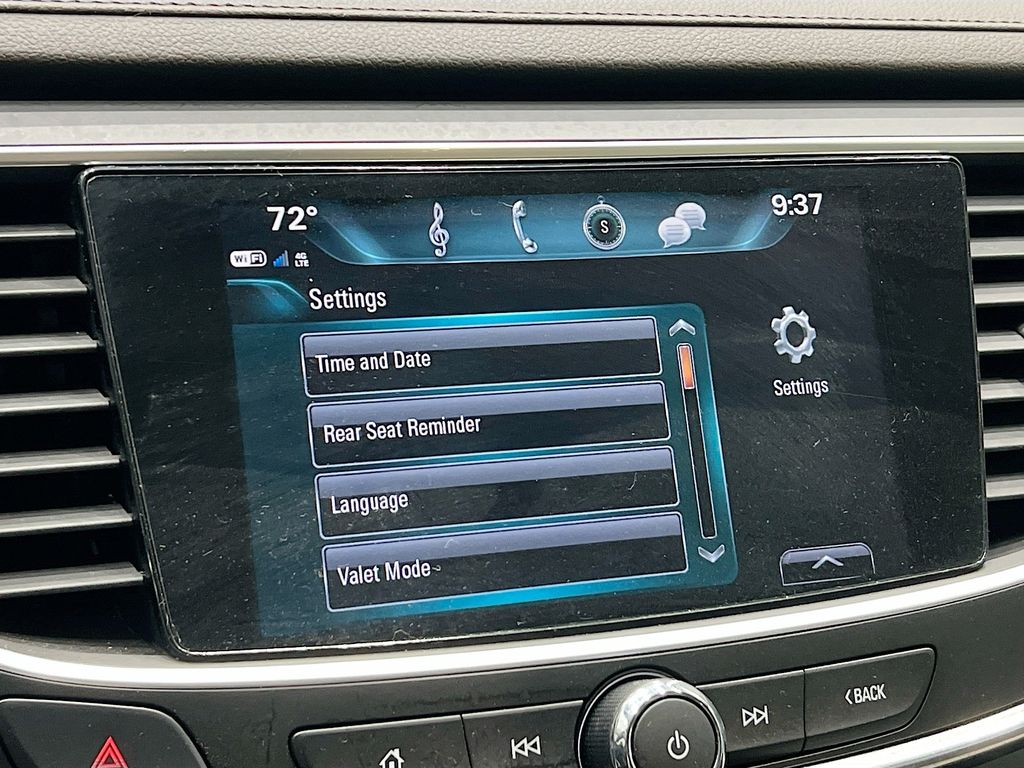 72°
9:37
WiFi 4G LTE
S
Settings
Time and Date
Rear Seat Reminder
Language
Valet Mode
Settings
<BACK